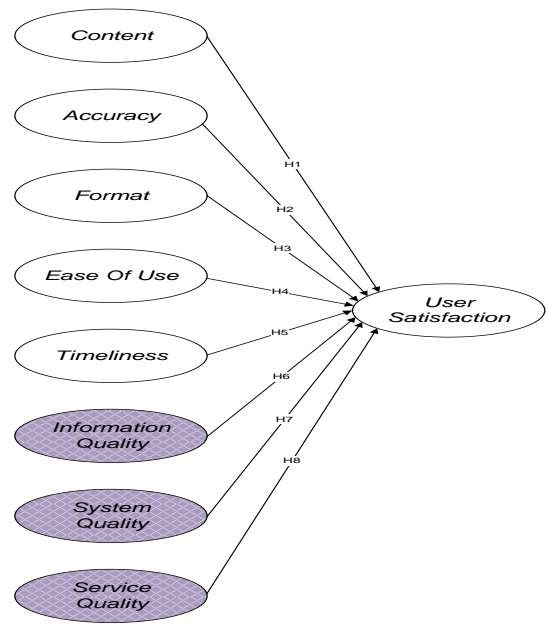 Content
Accuracy
Format
Ease Of Use
Timeliness
Information
Quality
System
Quality
Service
Quality
H1
H2
H3
H4
H5
H6
H7
H8
User
Satisfaction